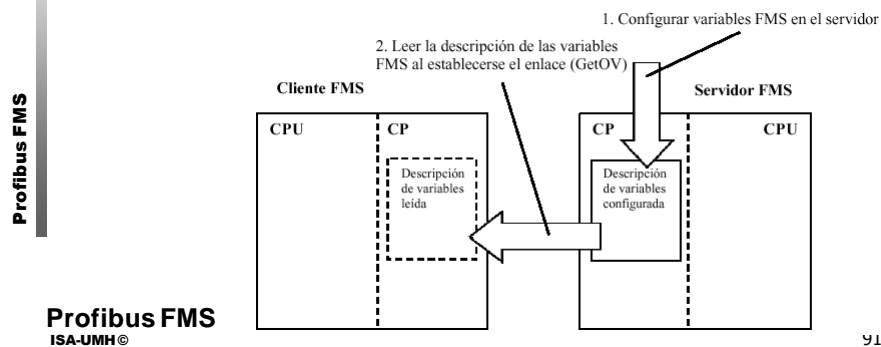 1. Configurar variables FMS en el servidor
2. Leer la descripción de las variables
FMS al establecerse el enlace (GetOV)
Cliente FMS
Servidor FMS
CPU
CP
CP
CPU
Descripción
de variables
leída
Descripción
de variables
configurada
Profibus FMS
Profibus FMS
ISA-UMH©
91